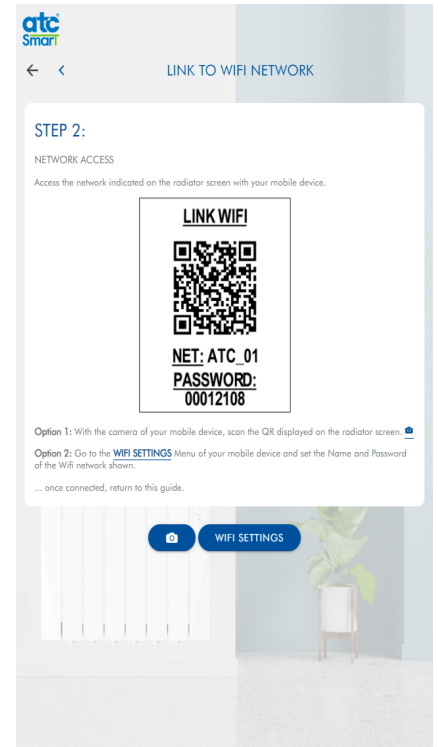 atc
Smart
LINK TO WIFI NETWORK
STEP 2:
NETWORK ACCESS
Access the network indicated on the radiator screen with your mobile device.
LINK WIFI
NET: ATC_01
PASSWORD:
00012108
Option 1: With the camera of your mobile device, scan the QR displayed on the radiator screen.
Option 2: Go to the WIFI SETTINGS Menu of your mobile device and set the Name and Password
of the Wifi network shown.
... once connected, return to this guide.
WIFI SETTINGS